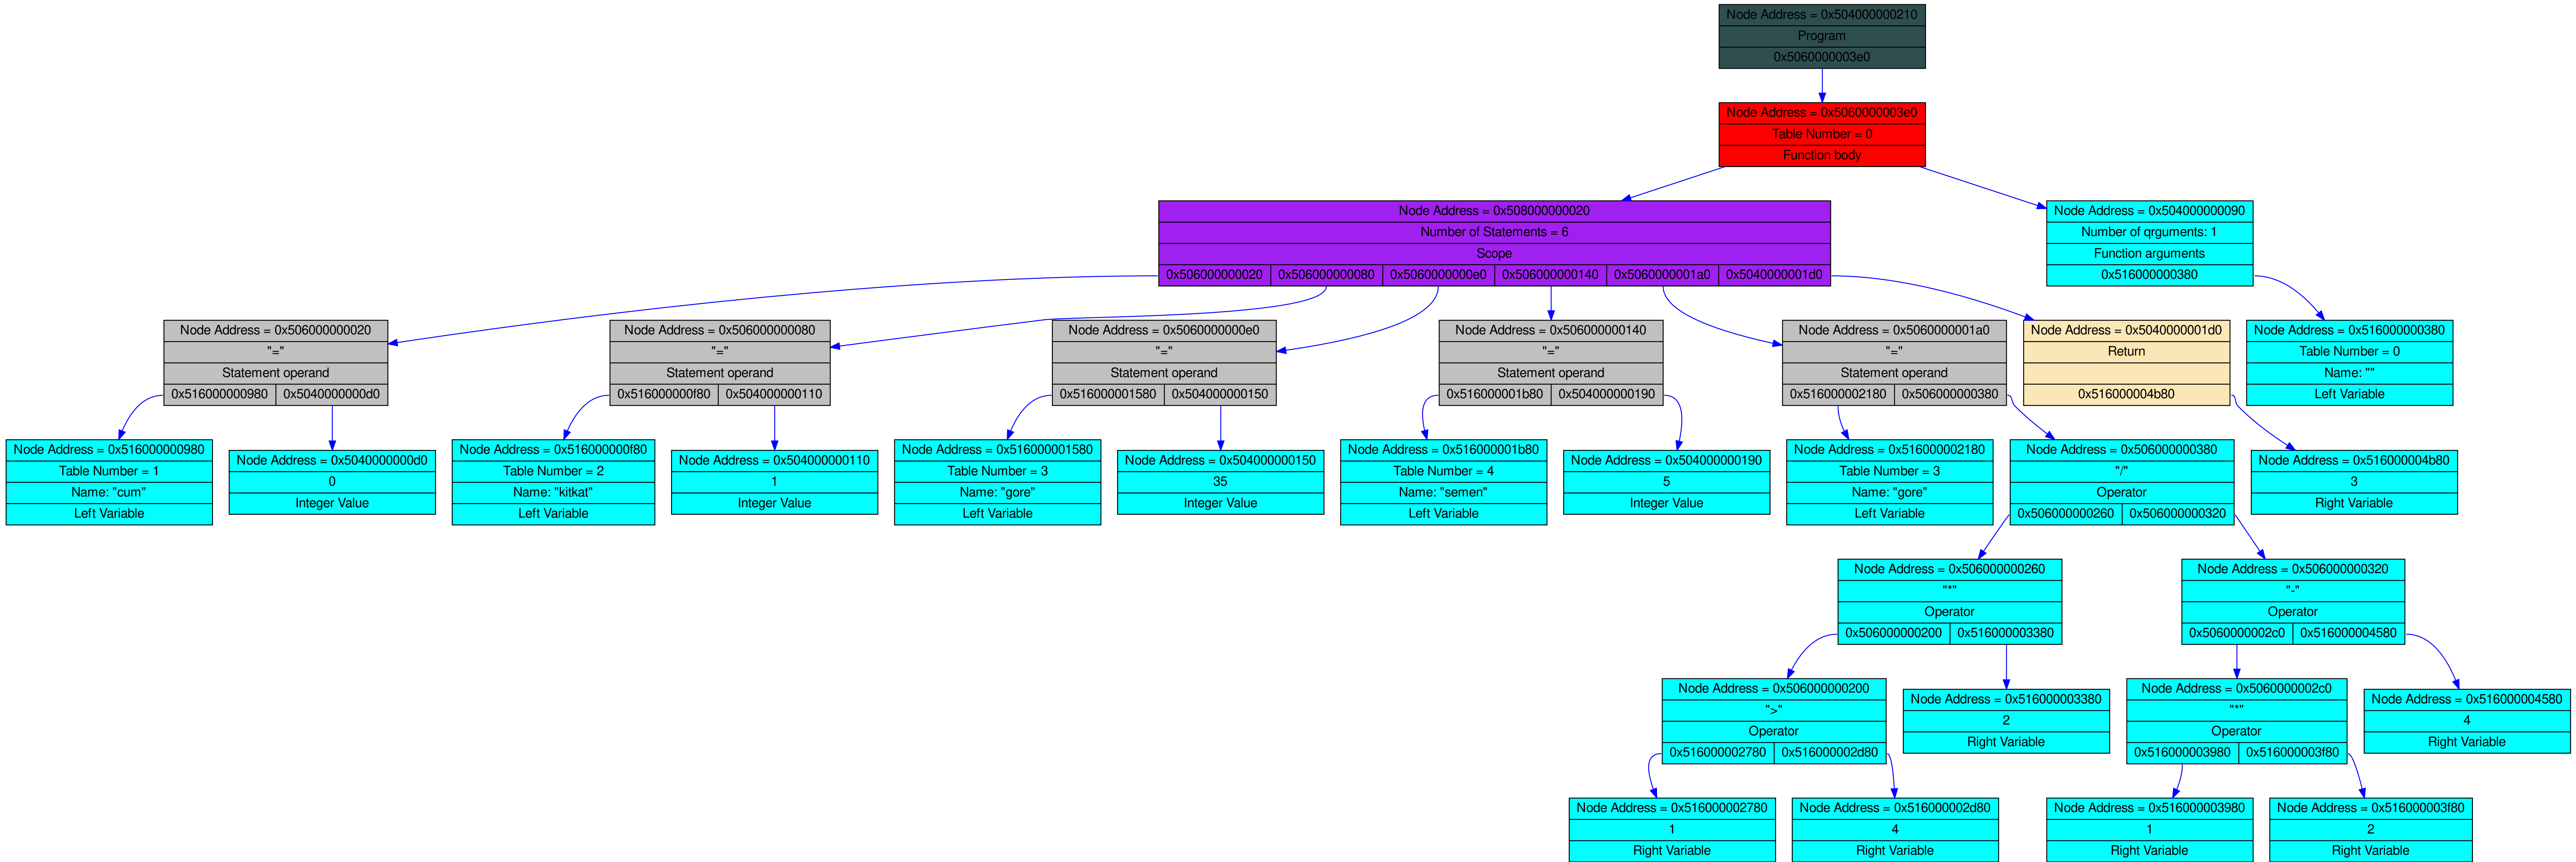 Node Address = 0x504000000210
Program
0x5060000003e0
Node Address = 0x5060000003e0
Table Number = 0
Function body
Node Address = 0x508000000020
Number of Statements = 6
Scope
0x506000000020 0x506000000080 0x5060000000e0 0x506000000140 0x5060000001a0 0x5040000001d0
Node Address = 0x504000000090
Number of qrguments: 1
Function arguments
0x516000000380
Node Address = 0x506000000020
"="
Statement operand
0x516000000980 0x5040000000d0
Node Address = 0x506000000080
"="
Statement operand
0x516000000f80 0x504000000110
Node Address = 0x5060000000e0
"="
Statement operand
0x516000001580 0x504000000150
Node Address = 0x506000000140
"="
Statement operand
0x516000001b80 0x504000000190
Node Address = 0x5060000001a0
"="
Statement operand
0x516000002180 0x506000000380
Node Address = 0x5040000001d0
Return
0x516000004b80
Node Address = 0x516000000380
Table Number = 0
Name: ""
Left Variable
Node Address = 0x516000000980
Table Number = 1
Name: "cum"
Left Variable
Node Address = 0x5040000000d0
0
Integer Value
Node Address = 0x516000000f80
Table Number = 2
Name: "kitkat"
Left Variable
Node Address = 0x504000000110
1
Integer Value
Node Address = 0x516000001580
Table Number = 3
Name: "gore"
Left Variable
Node Address = 0x504000000150
35
Integer Value
Node Address = 0x516000001b80
Table Number = 4
Name: "semen"
Left Variable
Node Address = 0x504000000190
5
Integer Value
Node Address = 0x516000002180
Table Number = 3
Name: "gore"
Left Variable
Node Address = 0x506000000380
"/"
Operator
0x506000000260 0x506000000320
Node Address = 0x516000004b80
3
Right Variable
Node Address = 0x506000000260
"*"
Operator
0x506000000200 0x516000003380
Node Address = 0x506000000320
"-"
Operator
0x5060000002c0 0x516000004580
Node Address = 0x506000000200
">"
Operator
0x516000002780 0x516000002d80
Node Address = 0x516000003380
2
Right Variable
Node Address = 0x5060000002c0
"*"
Operator
0x516000003980 0x516000003f80
Node Address = 0x516000004580
4
Right Variable
Node Address = 0x516000002780
1
Right Variable
Node Address = 0x516000002d80
4
Right Variable
Node Address = 0x516000003980
1
Right Variable
Node Address = 0x516000003f80
2
Right Variable